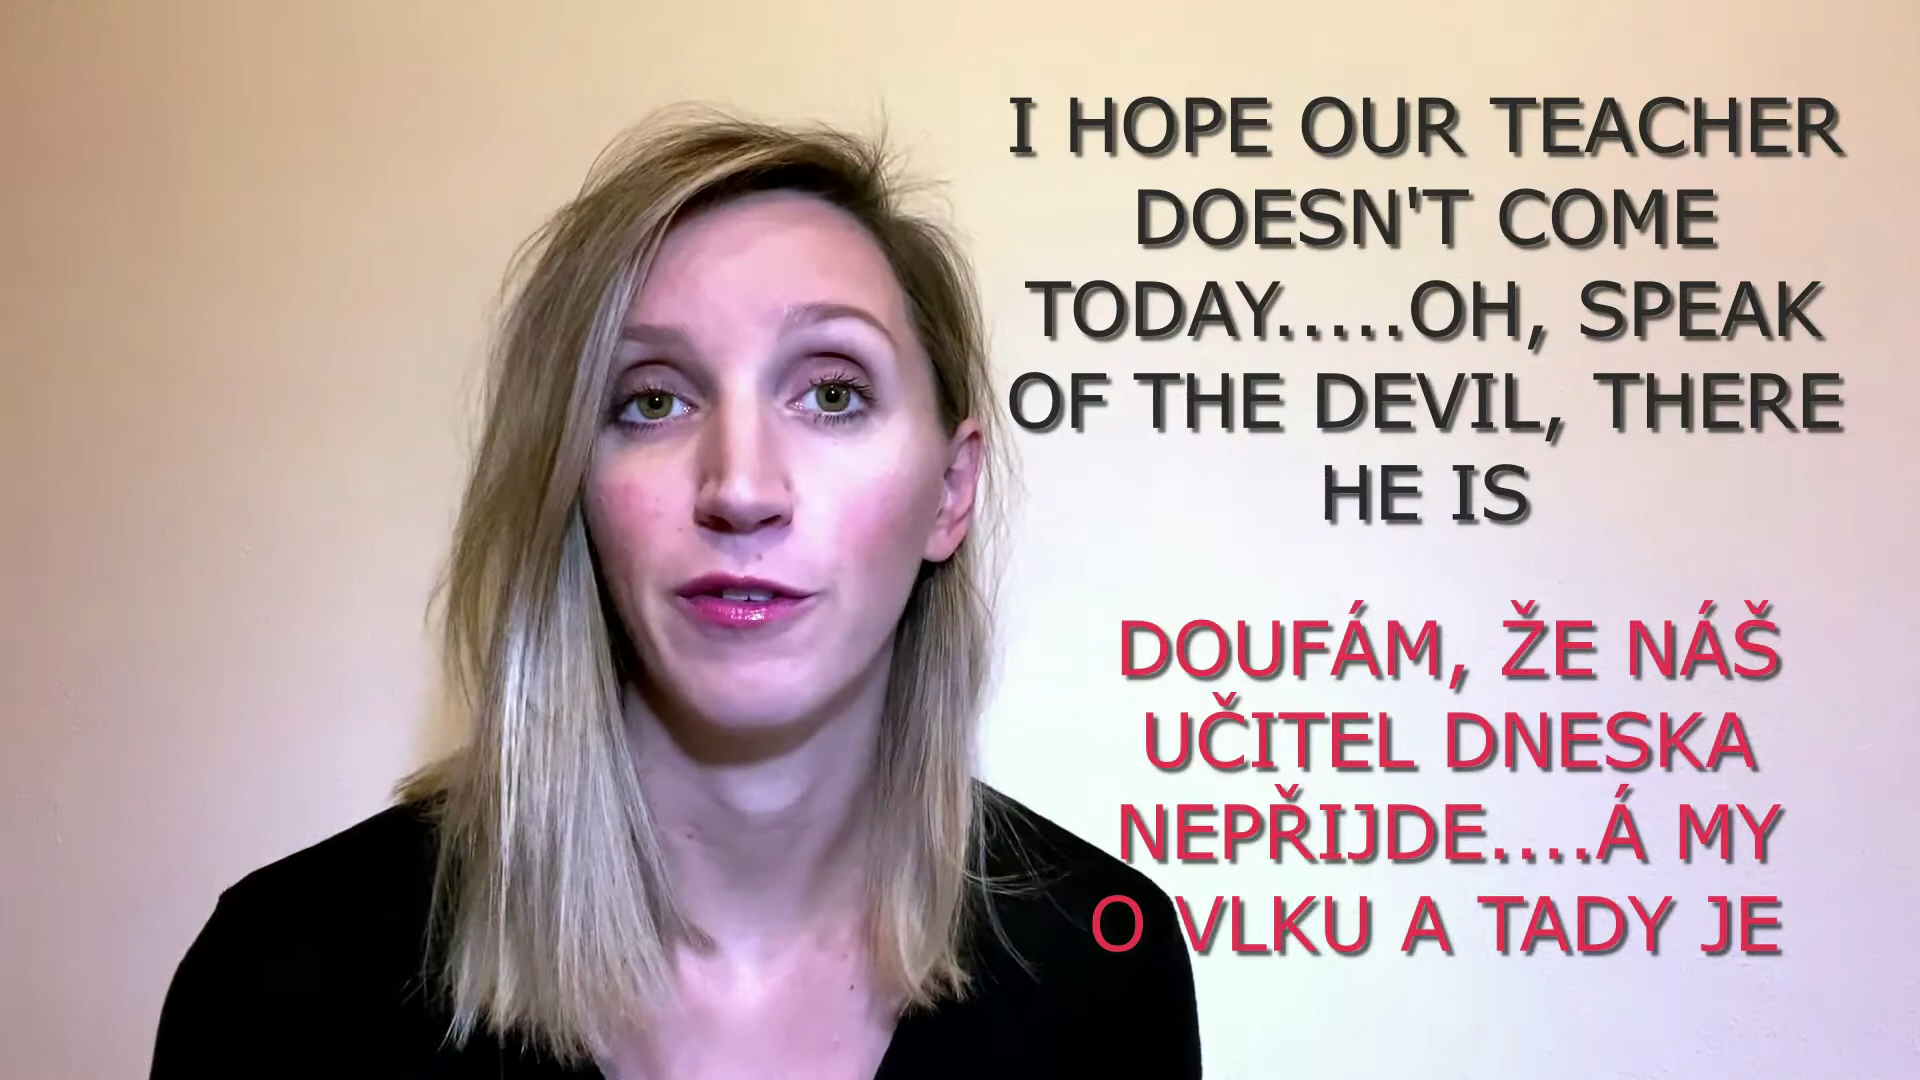 I HOPE OUR TEACHER
DOESN'T COME
TODAY.....OH, SPEAK
OF THE DEVIL, THERE
HE IS
DOUFÁM, ŽE NÁŠ
UČITEL DNESKA
NEPŘIJDE....Á MY
O VLKU A TADY JE